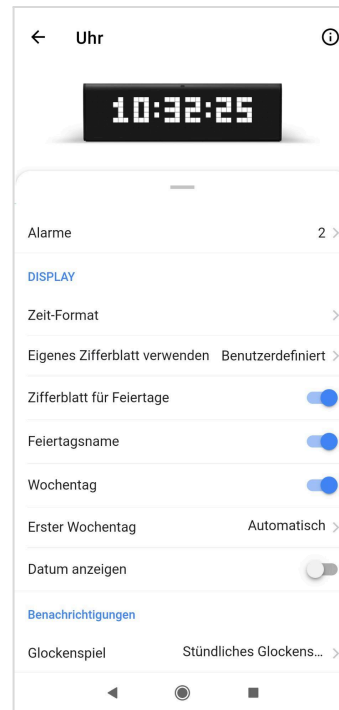 Uhr
10:32:25
Alarme 2
DISPLAY
Zeit-Format
Eigenes Zifferblatt verwenden Benutzerdefiniert
Zifferblatt für Feiertage
Feiertagsname
Wochentag
Erster Wochentag Automatisch
Datum anzeigen
Benachrichtigungen
Glockenspiel Stündliches Glockens...